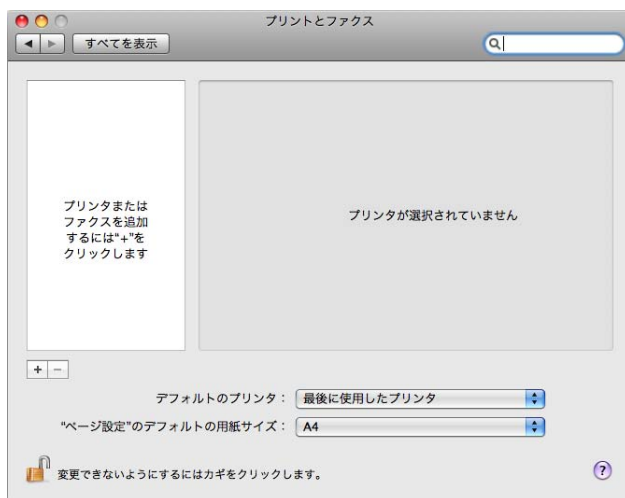 プリントとファクス
すべてを表示
プリンタまたは
ファクスを追加
するには“+”を
クリックします
プリンタが選択されていません
+ −
デフォルトのプリンタ： 最後に使用したプリンタ
“ページ設定”のデフォルトの用紙サイズ： A4
変更できないようにするにはカギをクリックします。 ?